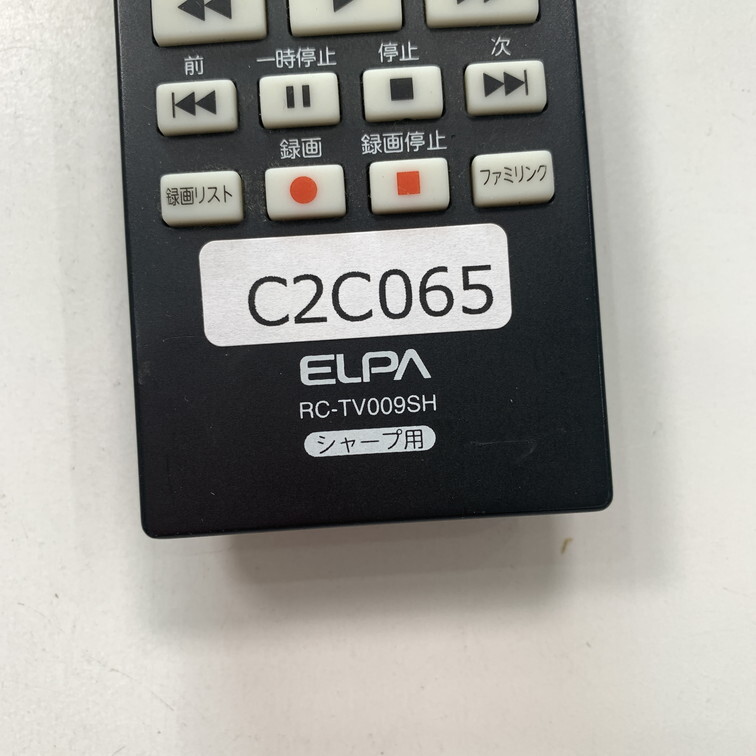 前 一時停止 停止 次
録画 録画停止
録画リスト ファミリンク
C2C065
ELPA
RC-TV009SH
シャープ用